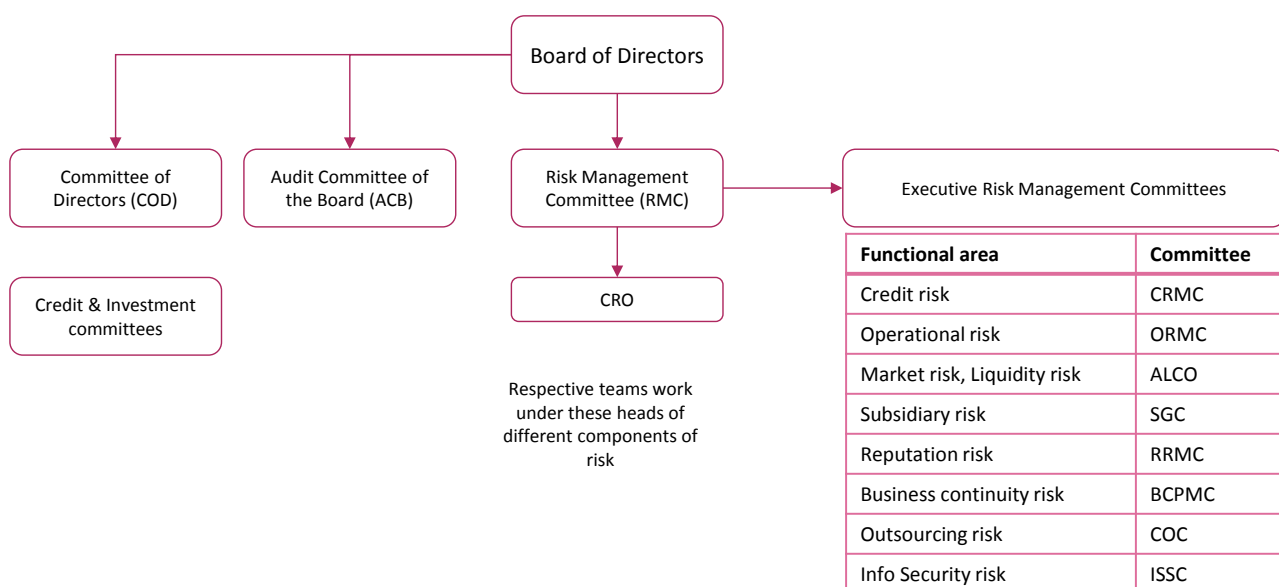 Board of Directors
Committee of
Directors (COD)
Audit Committee of
the Board (ACB)
Risk Management
Committee (RMC)
Executive Risk Management Committees
Credit & Investment
committees
CRO
Respective teams work
under these heads of
different components of
risk
Functional area Committee
Credit risk CRMC
Operational risk ORMC
Market risk, Liquidity risk ALCO
Subsidiary risk SGC
Reputation risk RRMC
Business continuity risk BCPMC
Outsourcing risk COC
Info Security risk ISSC